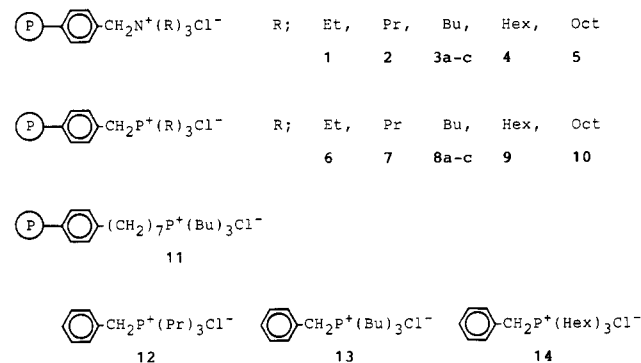 P CH₂N⁺(R)₃Cl⁻ R; Et, Pr, Bu, Hex, Oct
1 2 3a-c 4 5
P CH₂P⁺(R)₃Cl⁻ R; Et, Pr Bu, Hex, Oct
6 7 8a-c 9 10
P (CH₂)₇P⁺(Bu)₃Cl⁻
11
CH₂P⁺(Pr)₃Cl⁻ CH₂P⁺(Bu)₃Cl⁻ CH₂P⁺(Hex)₃Cl⁻
12 13 14